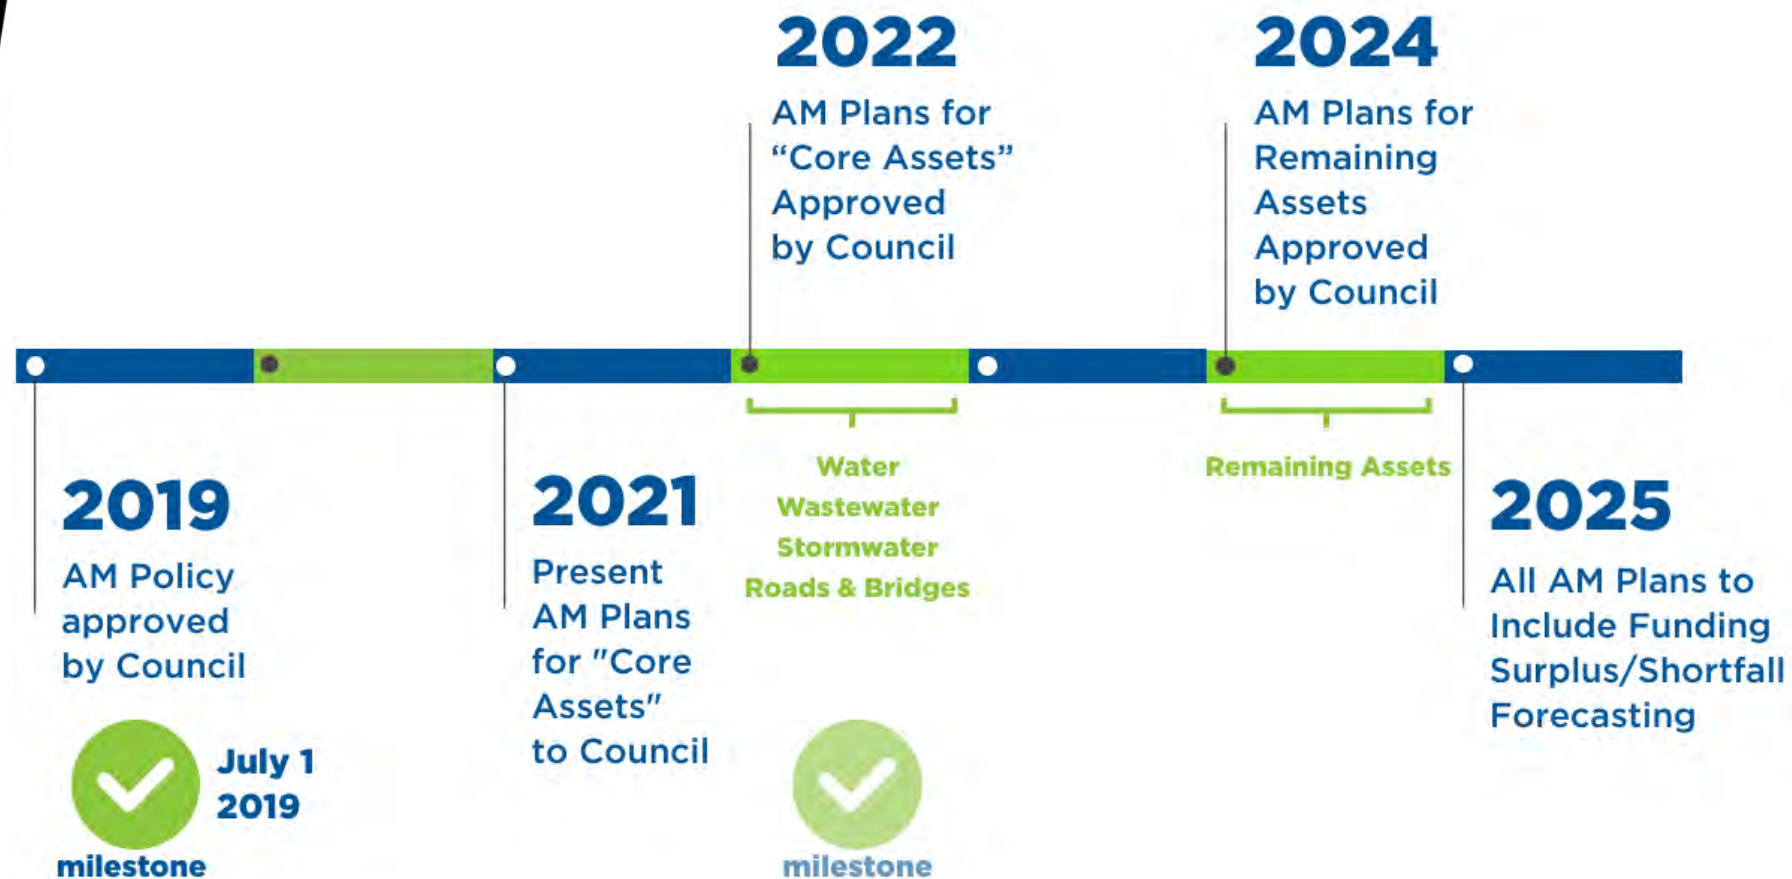 2022
AM Plans for
“Core Assets”
Approved
by Council
2024
AM Plans for
Remaining
Assets
Approved
by Council
2019
AM Policy
approved
by Council
July 1
2019
milestone
2021
Present
AM Plans
for "Core
Assets"
to Council
Water
Wastewater
Stormwater
Roads & Bridges
milestone
Remaining Assets
2025
All AM Plans to
Include Funding
Surplus/Shortfall
Forecasting